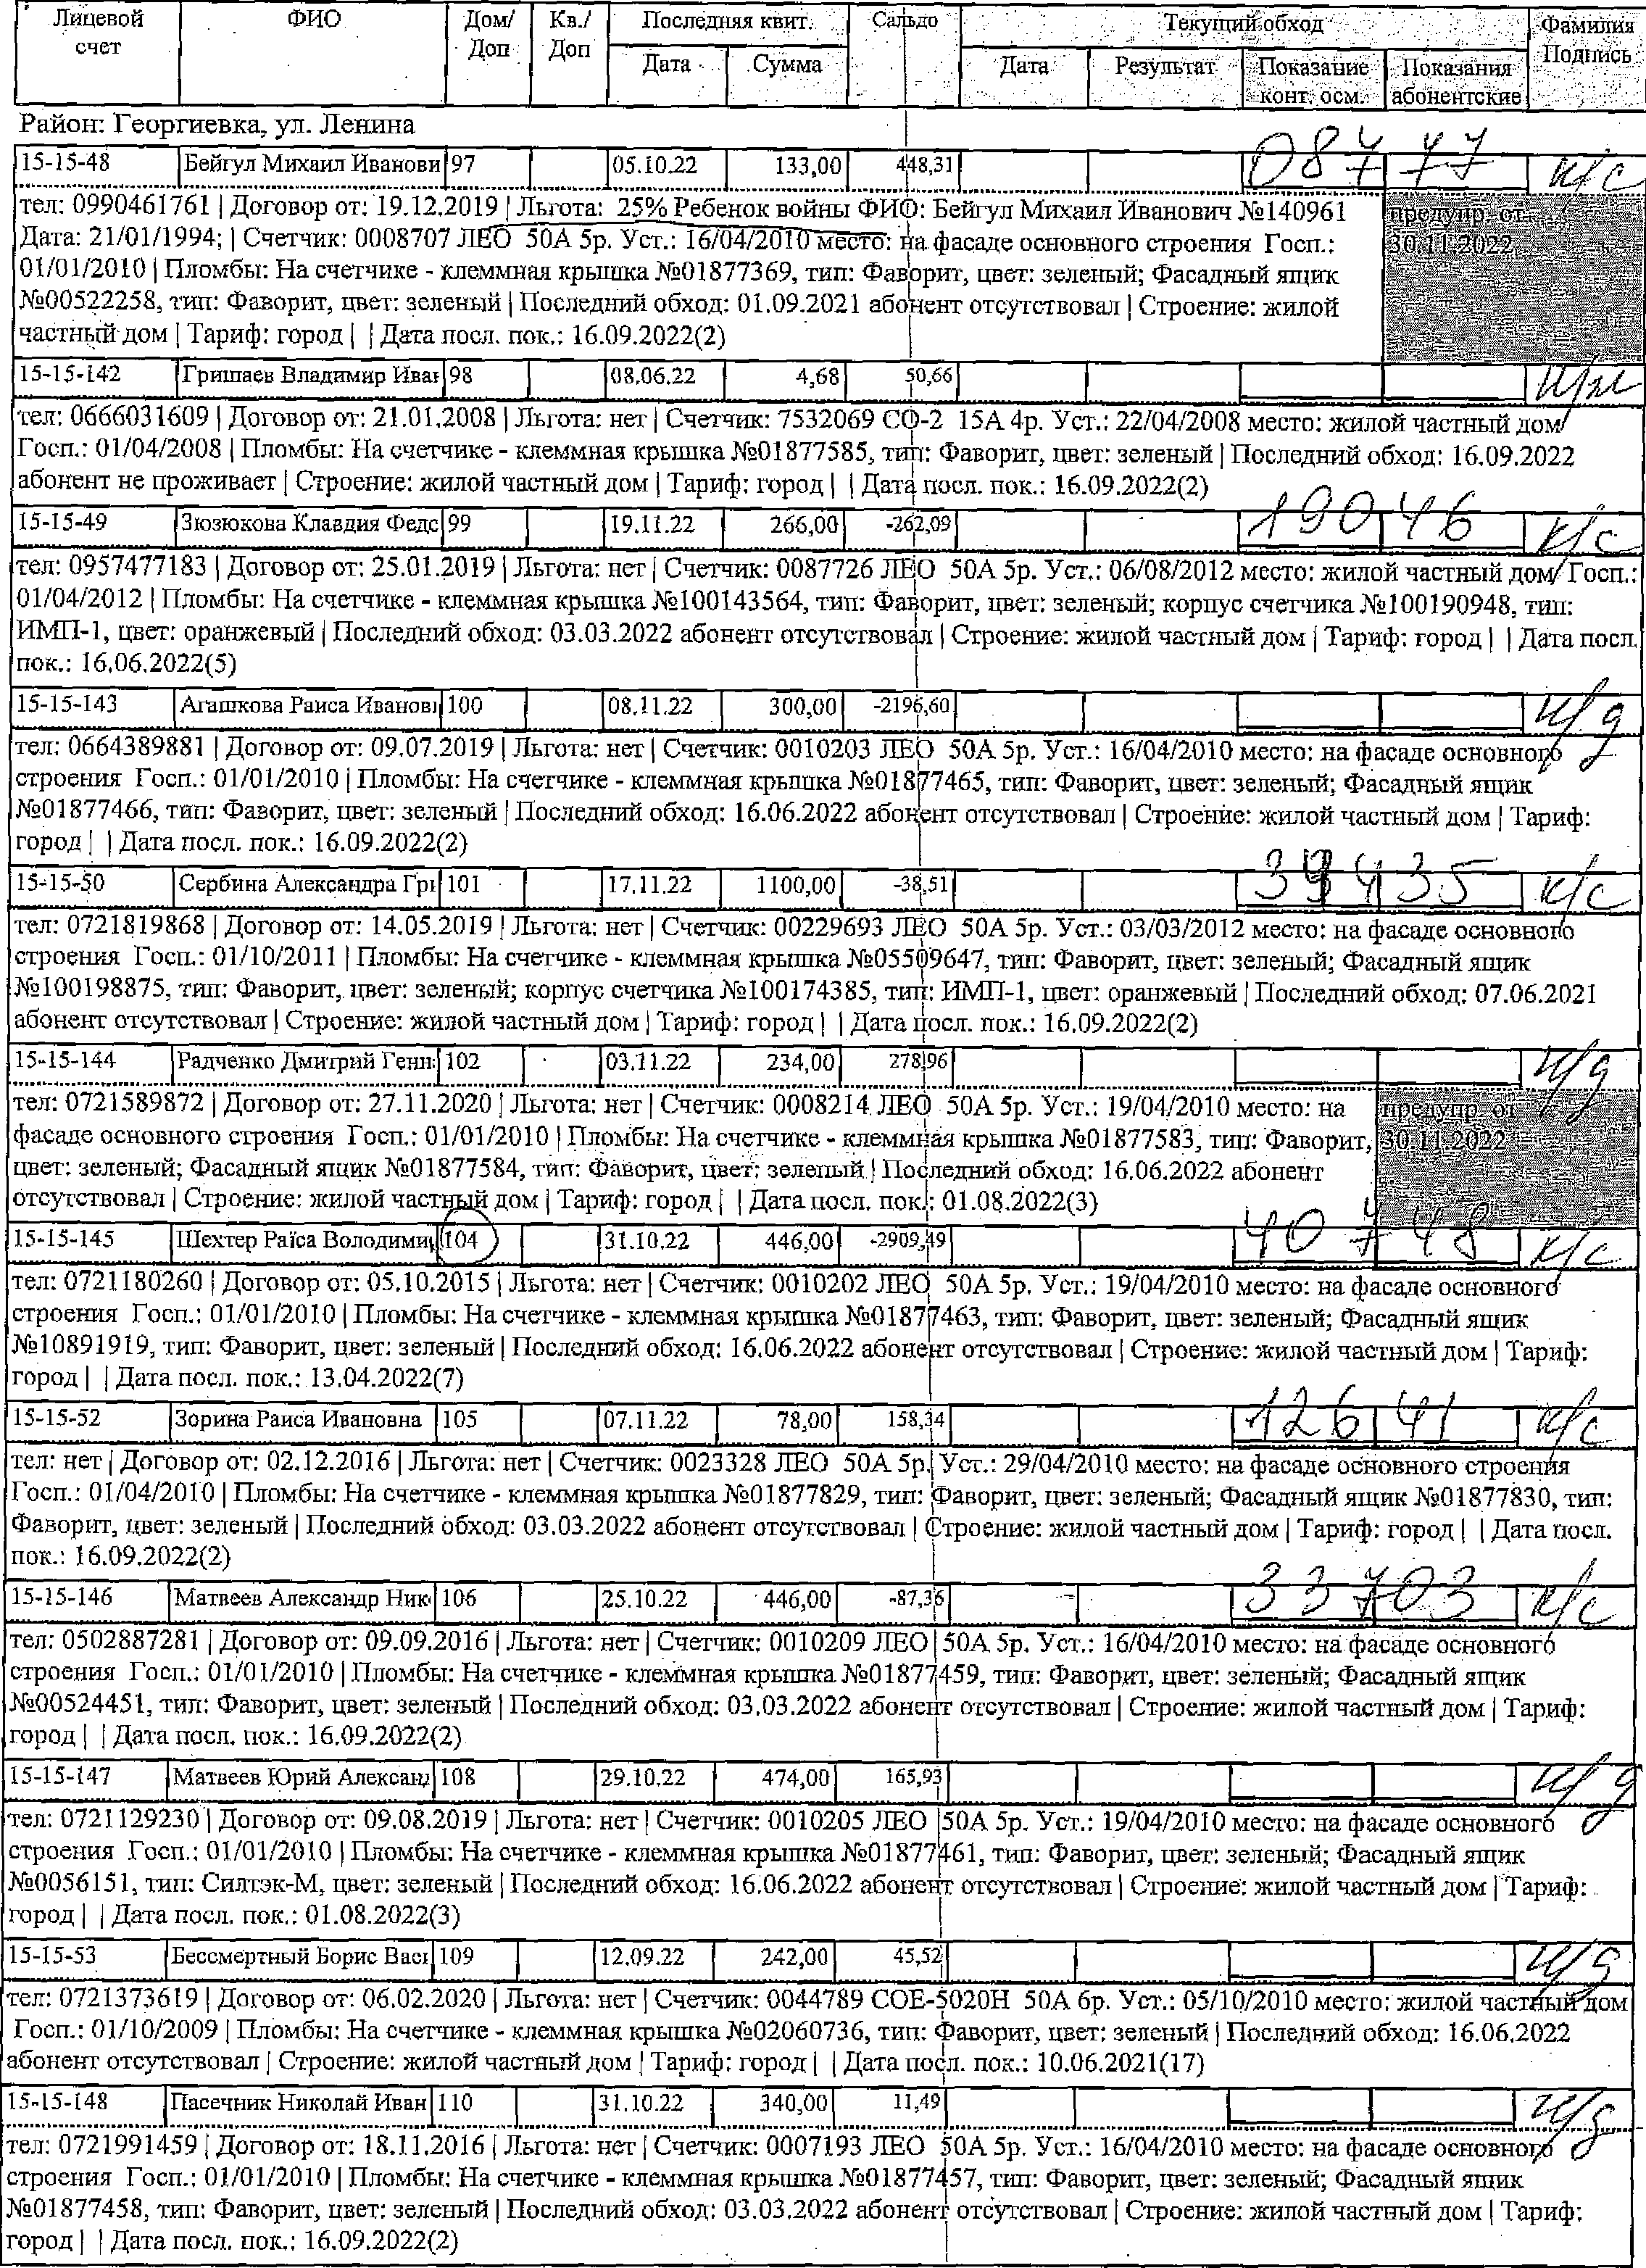 Лицевой счет ФИО Дом/Доп Кв./Доп Последняя квит. Сальдо Текущий обход Фамилия Подпись
Дата Сумма Дата Результат Показание конт. осм. Показания абонентские
Район: Георгиевка, ул. Ленина
15-15-48 Бейгул Михаил Иванови 97 05.10.22 133,00 448,31 087 77 к/с
тел: 0990461761 | Договор от: 19.12.2019 | Льгота: 25% Ребенок войны ФИО: Бейгул Михаил Иванович №140961 предупр. от
Дата: 21/01/1994; | Счетчик: 0008707 ЛЕО 50А 5р. Уст.: 16/04/2010 место: на фасаде основного строения Госп.: 30.11.2022
01/01/2010 | Пломбы: На счетчике - клеммная крышка №01877369, тип: Фаворит, цвет: зеленый; Фасадный ящик
№00522258, тип: Фаворит, цвет: зеленый | Последний обход: 01.09.2021 абонент отсутствовал | Строение: жилой
частный дом | Тариф: город | | Дата посл. пок.: 16.09.2022(2)
15-15-142 Гришаев Владимир Иван 98 08.06.22 4,68 50,66
тел: 0666031609 | Договор от: 21.01.2008 | Льгота: нет | Счетчик: 7532069 СО-2 15А 4р. Уст.: 22/04/2008 место: жилой частный дом
Госп.: 01/04/2008 | Пломбы: На счетчике - клеммная крышка №01877585, тип: Фаворит, цвет: зеленый | Последний обход: 16.09.2022
абонент не проживает | Строение: жилой частный дом | Тариф: город | | Дата посл. пок.: 16.09.2022(2)
15-15-49 Зюзюкова Клавдия Федо 99 19.11.22 266,00 -262,09 190 46 к/с
тел: 0957477183 | Договор от: 25.01.2019 | Льгота: нет | Счетчик: 0087726 ЛЕО 50А 5р. Уст.: 06/08/2012 место: жилой частный дом Госп.:
01/04/2012 | Пломбы: На счетчике - клеммная крышка №100143564, тип: Фаворит, цвет: зеленый; корпус счетчика №100190948, тип:
ИМП-1, цвет: оранжевый | Последний обход: 03.03.2022 абонент отсутствовал | Строение: жилой частный дом | Тариф: город | | Дата посл.
пок.: 16.06.2022(5)
15-15-143 Агашкова Раиса Иванов 100 08.11.22 300,00 -2196,60 н/д
тел: 0664389881 | Договор от: 09.07.2019 | Льгота: нет | Счетчик: 0010203 ЛЕО 50А 5р. Уст.: 16/04/2010 место: на фасаде основного
строения Госп.: 01/01/2010 | Пломбы: На счетчике - клеммная крышка №01877465, тип: Фаворит, цвет: зеленый; Фасадный ящик
№01877466, тип: Фаворит, цвет: зеленый | Последний обход: 16.06.2022 абонент отсутствовал | Строение: жилой частный дом | Тариф:
город | | Дата посл. пок.: 16.09.2022(2)
15-15-50 Сербина Александра Гри 101 17.11.22 1100,00 -38,51 к/с
тел: 0721819868 | Договор от: 14.05.2019 | Льгота: нет | Счетчик: 00229693 ЛЕО 50А 5р. Уст.: 03/03/2012 место: на фасаде основного
строения Госп.: 01/10/2011 | Пломбы: На счетчике - клеммная крышка №05509647, тип: Фаворит, цвет: зеленый; Фасадный ящик
№100198875, тип: Фаворит, цвет: зеленый; корпус счетчика №100174385, тип: ИМП-1, цвет: оранжевый | Последний обход: 07.06.2021
абонент отсутствовал | Строение: жилой частный дом | Тариф: город | | Дата посл. пок.: 16.09.2022(2)
15-15-144 Радченко Дмитрий Генн 102 03.11.22 234,00 278,96 н/д
тел: 0721589872 | Договор от: 27.11.2020 | Льгота: нет | Счетчик: 0008214 ЛЕО 50А 5р. Уст.: 19/04/2010 место: на предупр. от
фасаде основного строения Госп.: 01/01/2010 | Пломбы: На счетчике - клеммная крышка №01877583, тип: Фаворит, 30.11.2022
цвет: зеленый; Фасадный ящик №01877584, тип: Фаворит, цвет: зеленый | Последний обход: 16.06.2022 абонент
отсутствовал | Строение: жилой частный дом | Тариф: город | | Дата посл. пок.: 01.08.2022(3)
15-15-145 Шехтер Раїса Володими 104 31.10.22 446,00 -2909,49 407 48 к/с
тел: 0721180260 | Договор от: 05.10.2015 | Льгота: нет | Счетчик: 0010202 ЛЕО 50А 5р. Уст.: 19/04/2010 место: на фасаде основного
строения Госп.: 01/01/2010 | Пломбы: На счетчике - клеммная крышка №01877463, тип: Фаворит, цвет: зеленый; Фасадный ящик
№10891919, тип: Фаворит, цвет: зеленый | Последний обход: 16.06.2022 абонент отсутствовал | Строение: жилой частный дом | Тариф:
город | | Дата посл. пок.: 13.04.2022(7)
15-15-52 Зорина Раиса Ивановна 105 07.11.22 78,00 158,34 126 41 к/с
тел: нет | Договор от: 02.12.2016 | Льгота: нет | Счетчик: 0023328 ЛЕО 50А 5р. Уст.: 29/04/2010 место: на фасаде основного строения
Госп.: 01/04/2010 | Пломбы: На счетчике - клеммная крышка №01877829, тип: Фаворит, цвет: зеленый; Фасадный ящик №01877830, тип:
Фаворит, цвет: зеленый | Последний обход: 03.03.2022 абонент отсутствовал | Строение: жилой частный дом | Тариф: город | | Дата посл.
пок.: 16.09.2022(2)
15-15-146 Матвеев Александр Ник 106 25.10.22 446,00 -87,36 33703 к/с
тел: 0502887281 | Договор от: 09.09.2016 | Льгота: нет | Счетчик: 0010209 ЛЕО 50А 5р. Уст.: 16/04/2010 место: на фасаде основного
строения Госп.: 01/01/2010 | Пломбы: На счетчике - клеммная крышка №01877459, тип: Фаворит, цвет: зеленый; Фасадный ящик
№00524451, тип: Фаворит, цвет: зеленый | Последний обход: 03.03.2022 абонент отсутствовал | Строение: жилой частный дом | Тариф:
город | | Дата посл. пок.: 16.09.2022(2)
15-15-147 Матвеев Юрий Александ 108 29.10.22 474,00 165,93 н/д
тел: 0721129230 | Договор от: 09.08.2019 | Льгота: нет | Счетчик: 0010205 ЛЕО 50А 5р. Уст.: 19/04/2010 место: на фасаде основного
строения Госп.: 01/01/2010 | Пломбы: На счетчике - клеммная крышка №01877461, тип: Фаворит, цвет: зеленый; Фасадный ящик
№0056151, тип: Силтэк-М, цвет: зеленый | Последний обход: 16.06.2022 абонент отсутствовал | Строение: жилой частный дом | Тариф:
город | | Дата посл. пок.: 01.08.2022(3)
15-15-53 Бессмертный Борис Васи 109 12.09.22 242,00 45,52 н/д
тел: 0721373619 | Договор от: 06.02.2020 | Льгота: нет | Счетчик: 0044789 СОЕ-5020Н 50А 6р. Уст.: 05/10/2010 место: жилой частный дом
Госп.: 01/10/2009 | Пломбы: На счетчике - клеммная крышка №02060736, тип: Фаворит, цвет: зеленый | Последний обход: 16.06.2022
абонент отсутствовал | Строение: жилой частный дом | Тариф: город | | Дата посл. пок.: 10.06.2021(17)
15-15-148 Пасечник Николай Иван 110 31.10.22 340,00 11,49 н/д
тел: 0721991459 | Договор от: 18.11.2016 | Льгота: нет | Счетчик: 0007193 ЛЕО 50А 5р. Уст.: 16/04/2010 место: на фасаде основного
строения Госп.: 01/01/2010 | Пломбы: На счетчике - клеммная крышка №01877457, тип: Фаворит, цвет: зеленый; Фасадный ящик
№01877458, тип: Фаворит, цвет: зеленый | Последний обход: 03.03.2022 абонент отсутствовал | Строение: жилой частный дом | Тариф:
город | | Дата посл. пок.: 16.09.2022(2)